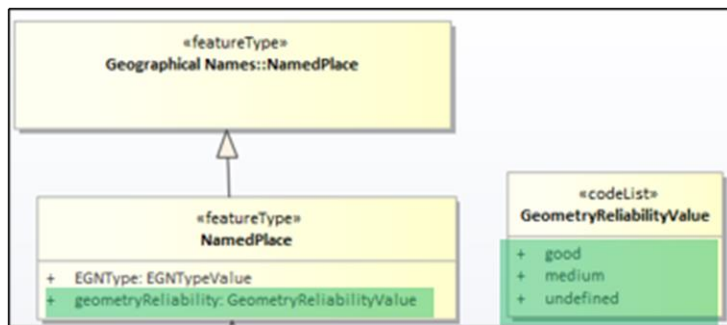 «featureType»
Geographical Names::NamedPlace
«featureType»
NamedPlace
+ EGNType: EGNTypeValue
+ geometryReliability: GeometryReliabilityValue
«codeList»
GeometryReliabilityValue
+ good
+ medium
+ undefined